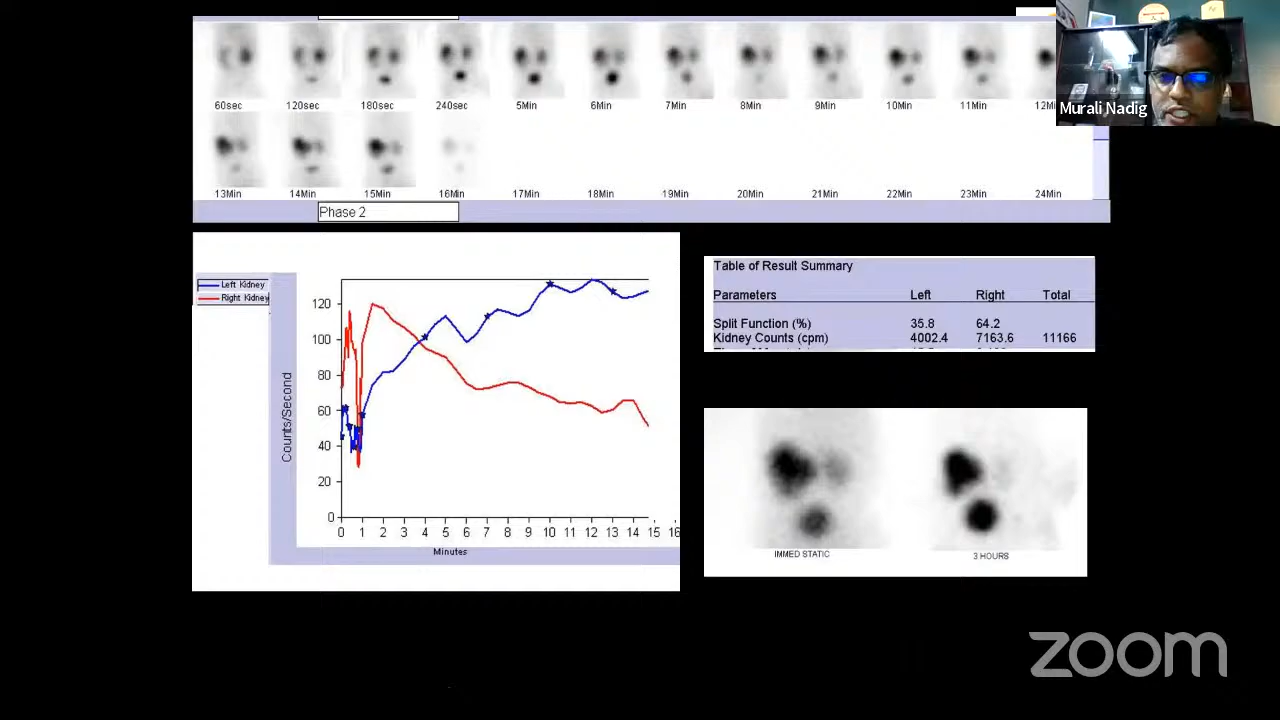 60sec 120sec 180sec 240sec 5Min 6Min 7Min 8Min 9Min 10Min 11Min
Murali Nadig
13Min 14Min 15Min 16Min 17Min 18Min 19Min 20Min 21Min 22Min 23Min 24Min
Phase 2
Left Kidney
Right Kidney
Counts/Second
120
100
80
60
40
20
0
0 1 2 3 4 5 6 7 8 9 10 11 12 13 14 15 16
Minutes
Table of Result Summary
Parameters Left Right Total
Split Function (%) 35.8 64.2
Kidney Counts (cpm) 4002.4 7163.6 11166
IMMED STATIC 3 HOURS
zoom